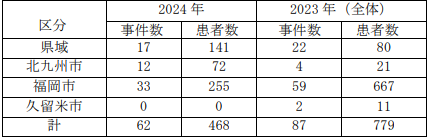 区分 2024 年 2023 年（全体）
事件数 患者数 事件数 患者数
県域 17 141 22 80
北九州市 12 72 4 21
福岡市 33 255 59 667
久留米市 0 0 2 11
計 62 468 87 779